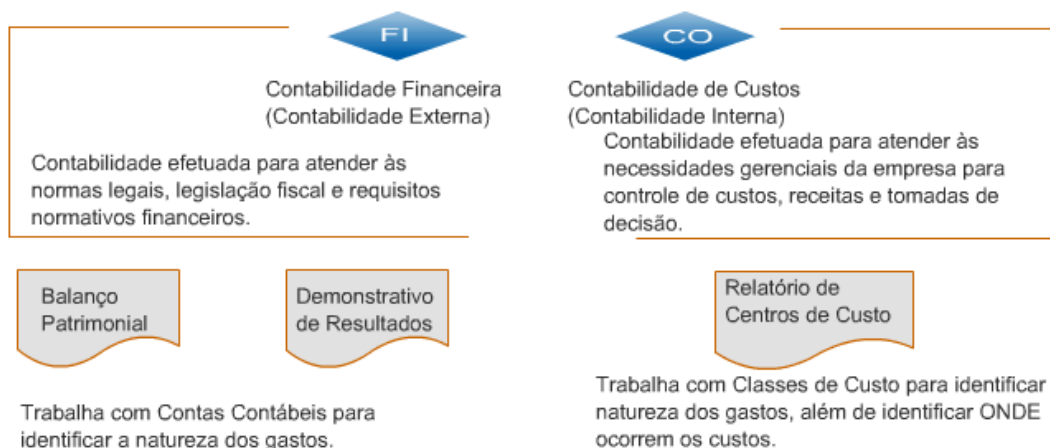 FI
Contabilidade Financeira
(Contabilidade Externa)
Contabilidade efetuada para atender às
normas legais, legislação fiscal e requisitos
normativos financeiros.
Balanço
Patrimonial
Demonstrativo
de Resultados
Trabalha com Contas Contábeis para
identificar a natureza dos gastos.
CO
Contabilidade de Custos
(Contabilidade Interna)
Contabilidade efetuada para atender às
necessidades gerenciais da empresa para
controle de custos, receitas e tomadas de
decisão.
Relatório de
Centros de Custo
Trabalha com Classes de Custo para identificar
natureza dos gastos, além de identificar ONDE
ocorrem os custos.